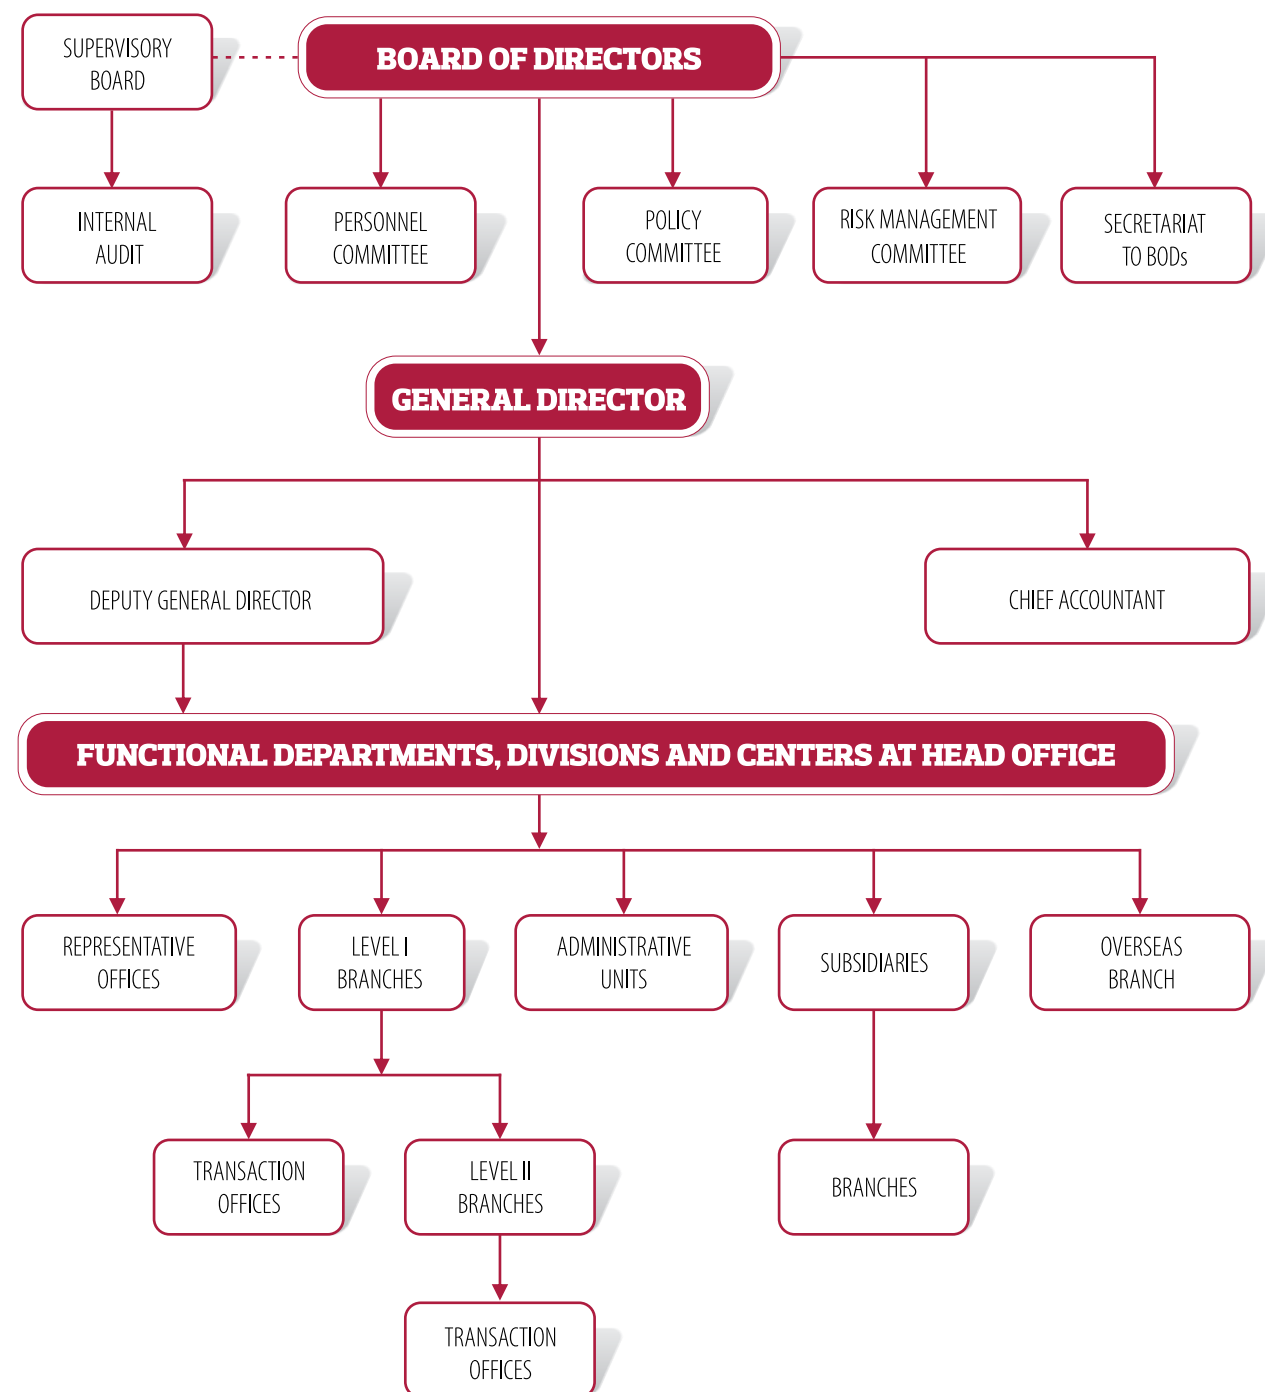 SUPERVISORY
BOARD
BOARD OF DIRECTORS
INTERNAL
AUDIT
PERSONNEL
COMMITTEE
POLICY
COMMITTEE
RISK MANAGEMENT
COMMITTEE
SECRETARIAT
TO BODs
GENERAL DIRECTOR
DEPUTY GENERAL DIRECTOR
CHIEF ACCOUNTANT
FUNCTIONAL DEPARTMENTS, DIVISIONS AND CENTERS AT HEAD OFFICE
REPRESENTATIVE
OFFICES
LEVEL I
BRANCHES
ADMINISTRATIVE
UNITS
SUBSIDIARIES
OVERSEAS
BRANCH
TRANSACTION
OFFICES
LEVEL II
BRANCHES
BRANCHES
TRANSACTION
OFFICES